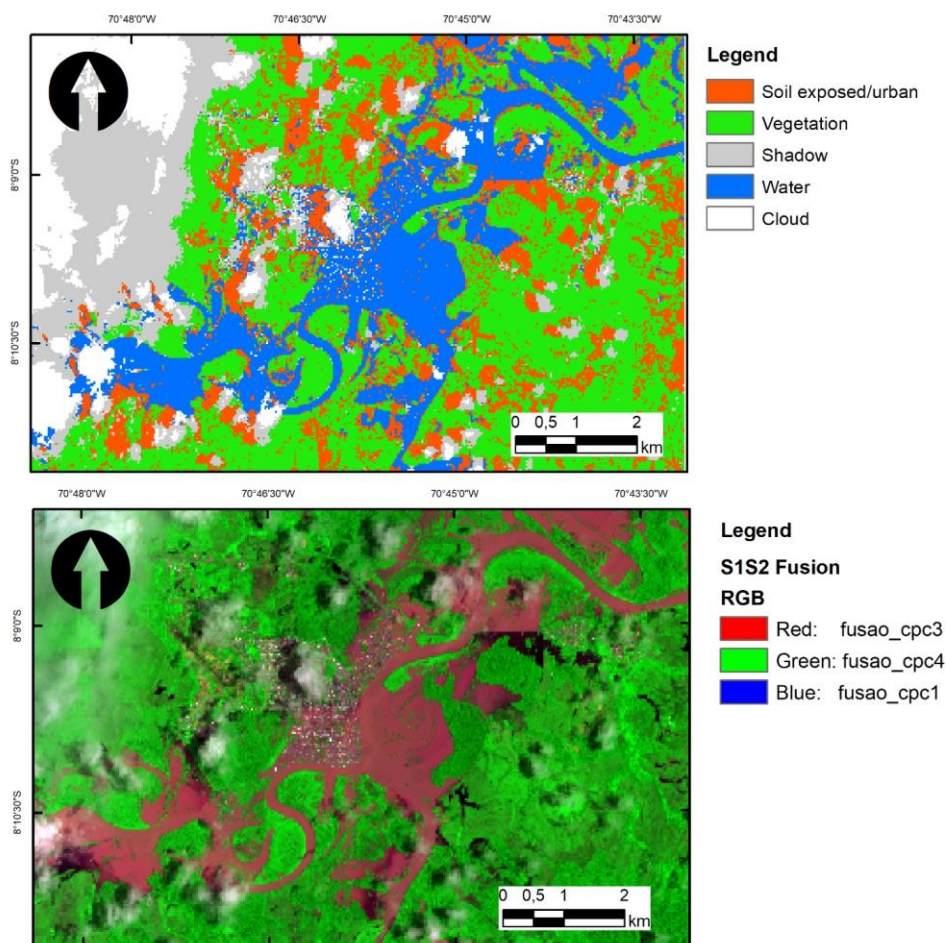 70°48'0"W 70°46'30"W 70°45'0"W 70°43'30"W
8°9'0"S
8°10'30"S
Legend
Soil exposed/urban
Vegetation
Shadow
Water
Cloud
0 0,5 1 2
km
70°48'0"W 70°46'30"W 70°45'0"W 70°43'30"W
8°9'0"S
8°10'30"S
Legend
S1S2 Fusion
RGB
Red: fusao_cpc3
Green: fusao_cpc4
Blue: fusao_cpc1
0 0,5 1 2
km